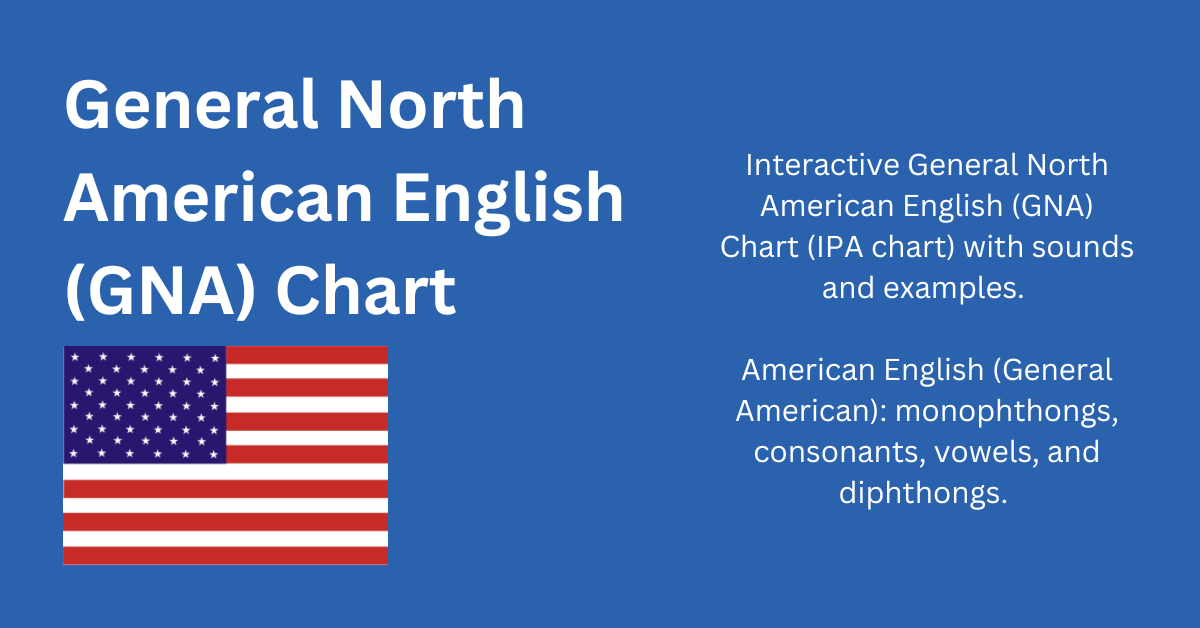 General North
American English
(GNA) Chart
Interactive General North
American English (GNA)
Chart (IPA chart) with sounds
and examples.
American English (General
American): monophthongs,
consonants, vowels, and
diphthongs.